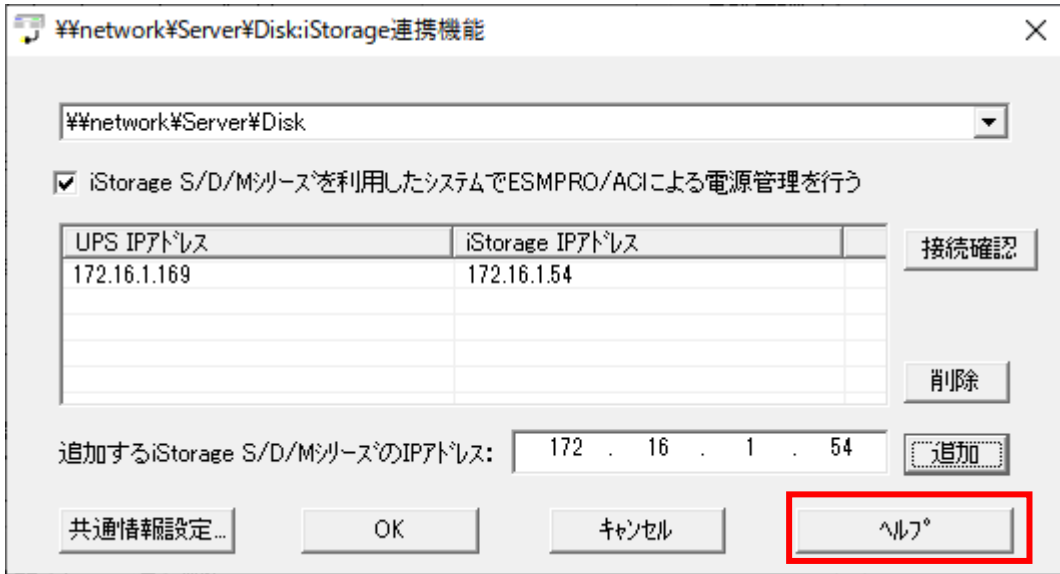 ¥¥network¥Server¥Disk:iStorage連携機能
¥¥network¥Server¥Disk
iStorage S/D/Mシリーズを利用したシステムでESMPRO/ACによる電源管理を行う
UPS IPアドレス iStorage IPアドレス
172.16.1.169 172.16.1.54
接続確認
削除
追加するiStorage S/D/MシリーズのIPアドレス: 172 . 16 . 1 . 54 追加
共通情報設定... OK キャンセル ヘルプ